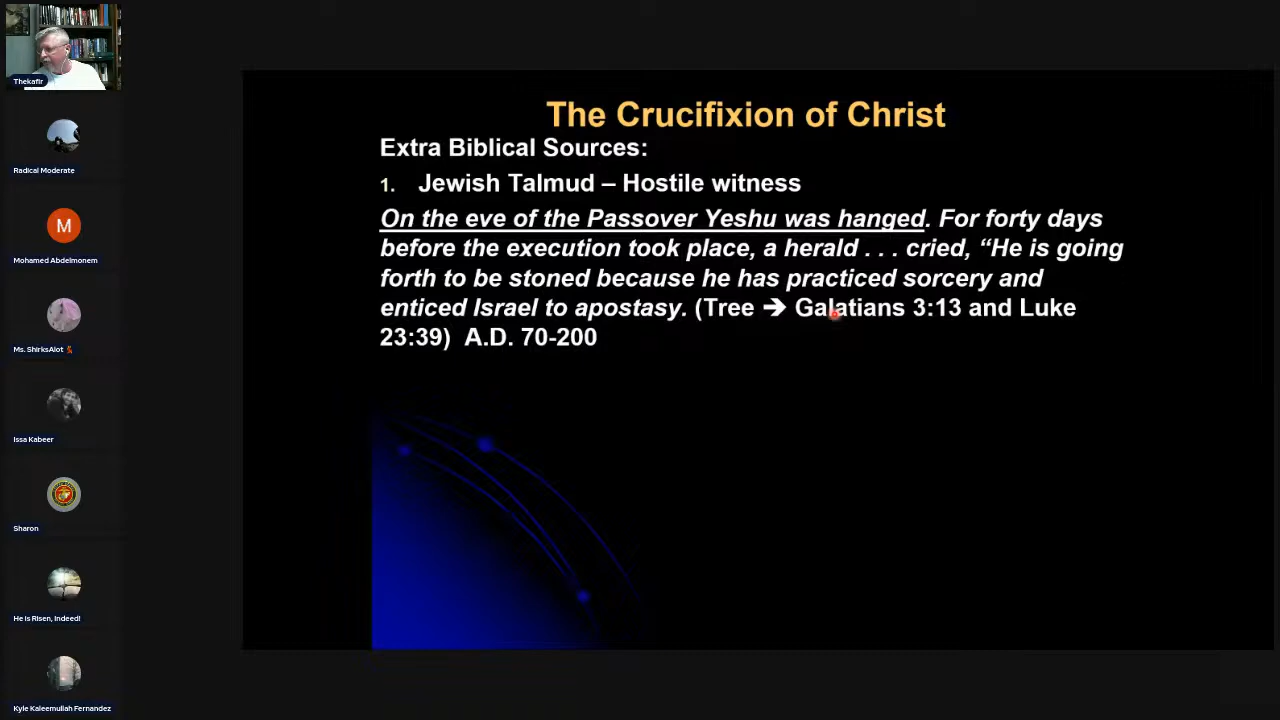 Thekafir
Radical Moderate
M
Mohamed Abdelmonem
Ms. ShirksAlot 💃
Issa Kabeer
Sharon
He is Risen, Indeed!
Kyle Kaleemullah Fernandez
The Crucifixion of Christ
Extra Biblical Sources:
1. Jewish Talmud – Hostile witness
On the eve of the Passover Yeshu was hanged. For forty days
before the execution took place, a herald . . . cried, “He is going
forth to be stoned because he has practiced sorcery and
enticed Israel to apostasy. (Tree ➔ Galatians 3:13 and Luke
23:39) A.D. 70-200